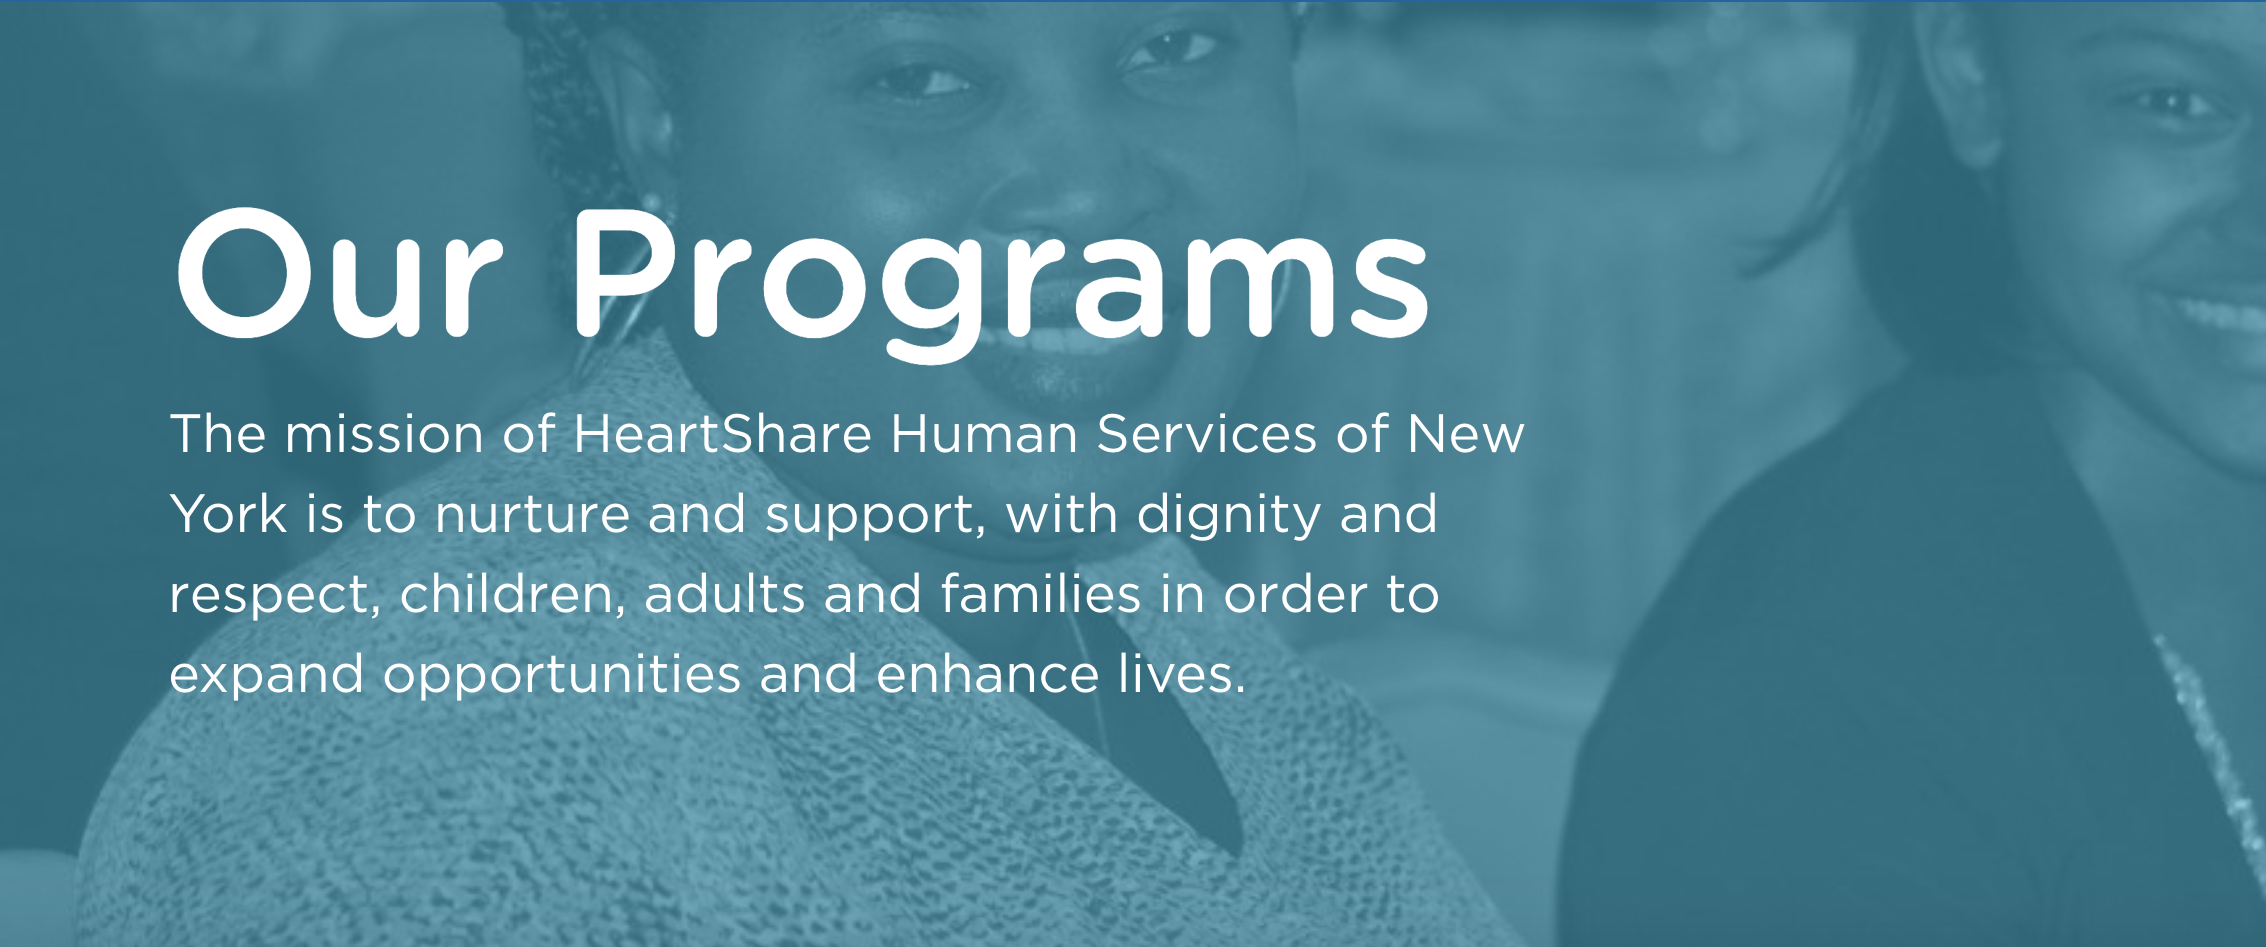 Our Programs
The mission of HeartShare Human Services of New
York is to nurture and support, with dignity and
respect, children, adults and families in order to
expand opportunities and enhance lives.